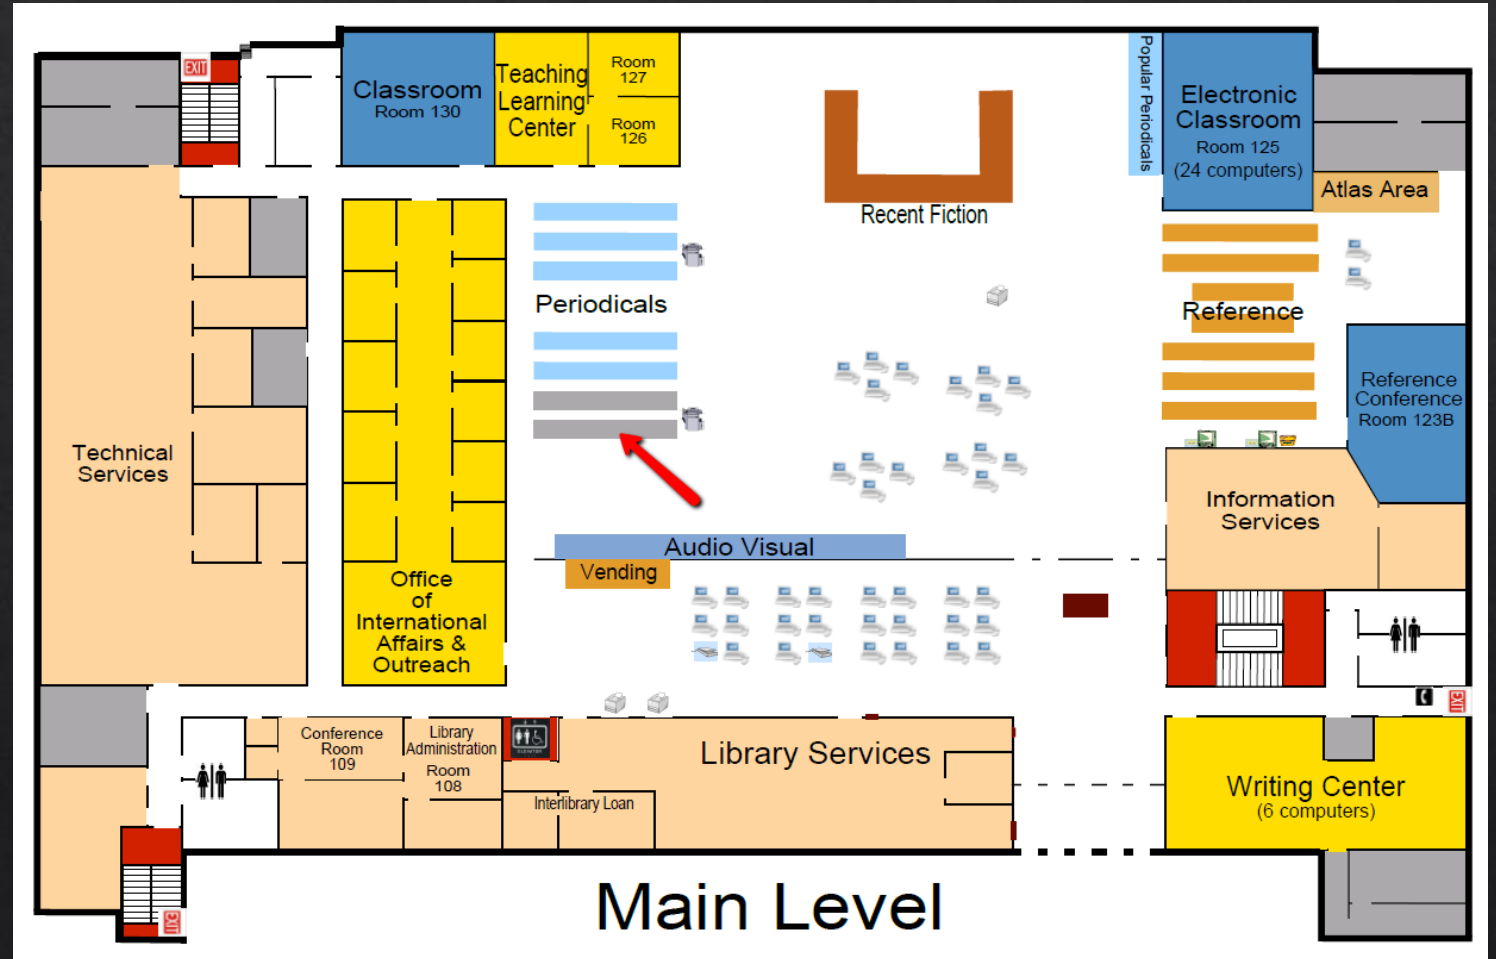 EXIT
Classroom
Room 130
Teaching
Learning
Center
Room
127
Room
126
Popular Periodicals
Electronic
Classroom
Room 125
(24 computers)
Atlas Area
Recent Fiction
Periodicals
Reference
Reference
Conference
Room 123B
Technical
Services
Information
Services
Audio Visual
Vending
Office
of
International
Affairs &
Outreach
EXIT
Conference
Room
109
Library
Administration
Room
108
ELEVATOR
Library Services
Interlibrary Loan
Writing Center
(6 computers)
EXIT
Main Level